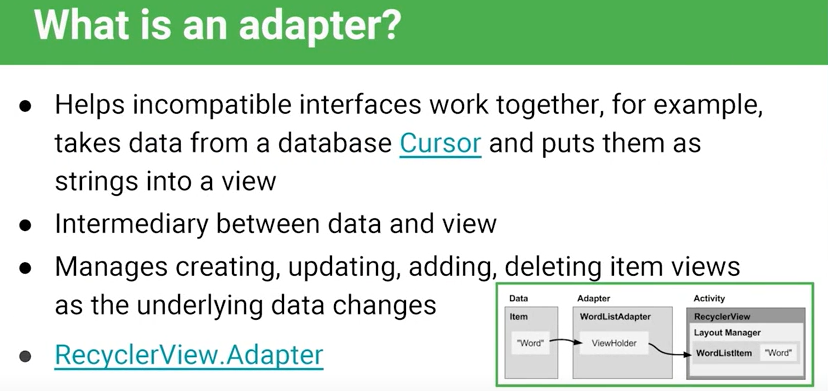 What is an adapter?
● Helps incompatible interfaces work together, for example,
takes data from a database Cursor and puts them as
strings into a view
● Intermediary between data and view
● Manages creating, updating, adding, deleting item views
as the underlying data changes
● RecyclerView.Adapter
Data Adapter Activity
Item WordListAdapter RecyclerView
Layout Manager
"Word" ViewHolder WordListItem "Word"